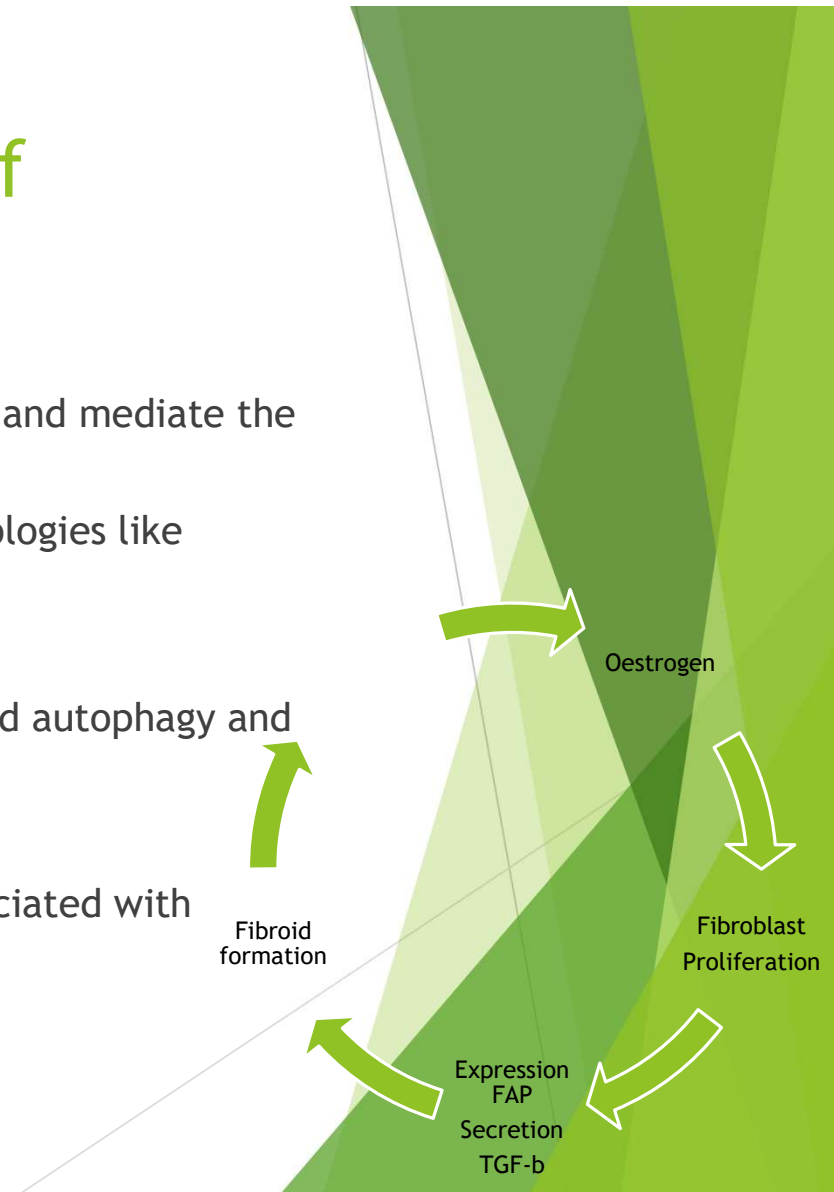 f
and mediate the
ologies like
d autophagy and
ciated with
Oestrogen
Fibroblast
Proliferation
Expression
FAP
Secretion
TGF-b
Fibroid
formation